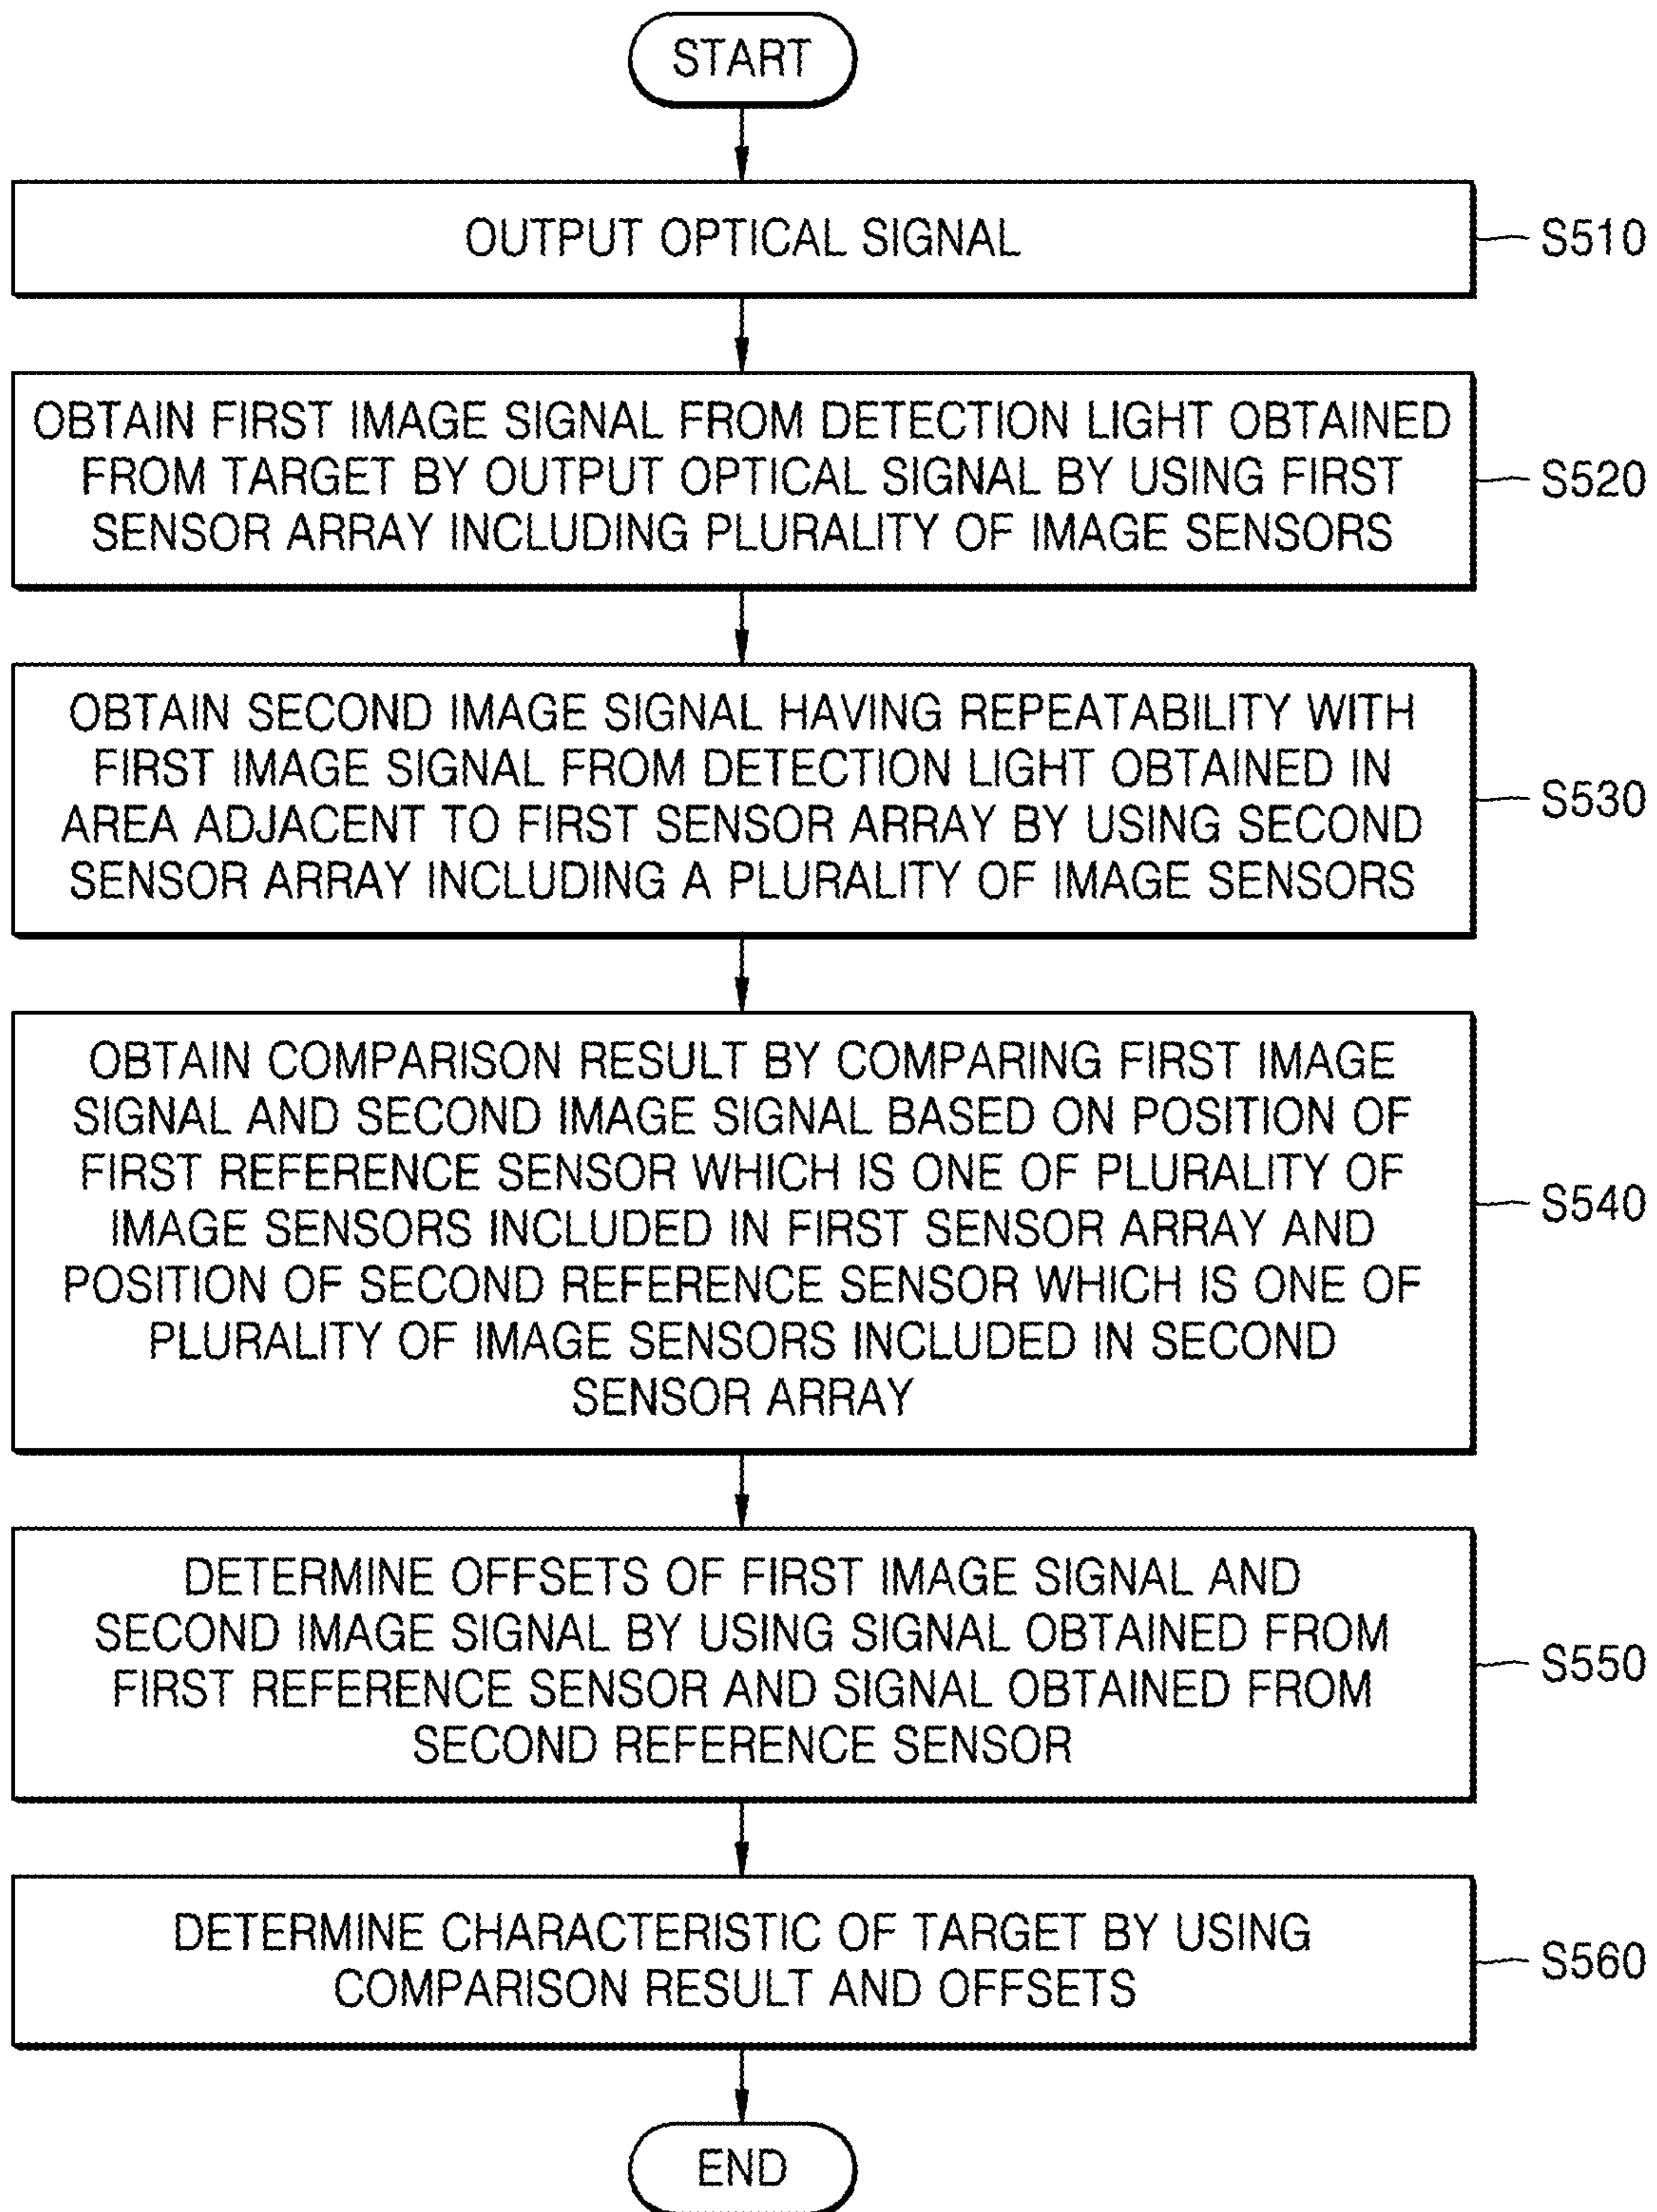 START
OUTPUT OPTICAL SIGNAL
S510
OBTAIN FIRST IMAGE SIGNAL FROM DETECTION LIGHT OBTAINED
FROM TARGET BY OUTPUT OPTICAL SIGNAL BY USING FIRST
SENSOR ARRAY INCLUDING PLURALITY OF IMAGE SENSORS
S520
OBTAIN SECOND IMAGE SIGNAL HAVING REPEATABILITY WITH
FIRST IMAGE SIGNAL FROM DETECTION LIGHT OBTAINED IN
AREA ADJACENT TO FIRST SENSOR ARRAY BY USING SECOND
SENSOR ARRAY INCLUDING A PLURALITY OF IMAGE SENSORS
S530
OBTAIN COMPARISON RESULT BY COMPARING FIRST IMAGE
SIGNAL AND SECOND IMAGE SIGNAL BASED ON POSITION OF
FIRST REFERENCE SENSOR WHICH IS ONE OF PLURALITY OF
IMAGE SENSORS INCLUDED IN FIRST SENSOR ARRAY AND
POSITION OF SECOND REFERENCE SENSOR WHICH IS ONE OF
PLURALITY OF IMAGE SENSORS INCLUDED IN SECOND
SENSOR ARRAY
S540
DETERMINE OFFSETS OF FIRST IMAGE SIGNAL AND
SECOND IMAGE SIGNAL BY USING SIGNAL OBTAINED FROM
FIRST REFERENCE SENSOR AND SIGNAL OBTAINED FROM
SECOND REFERENCE SENSOR
S550
DETERMINE CHARACTERISTIC OF TARGET BY USING
COMPARISON RESULT AND OFFSETS
S560
END